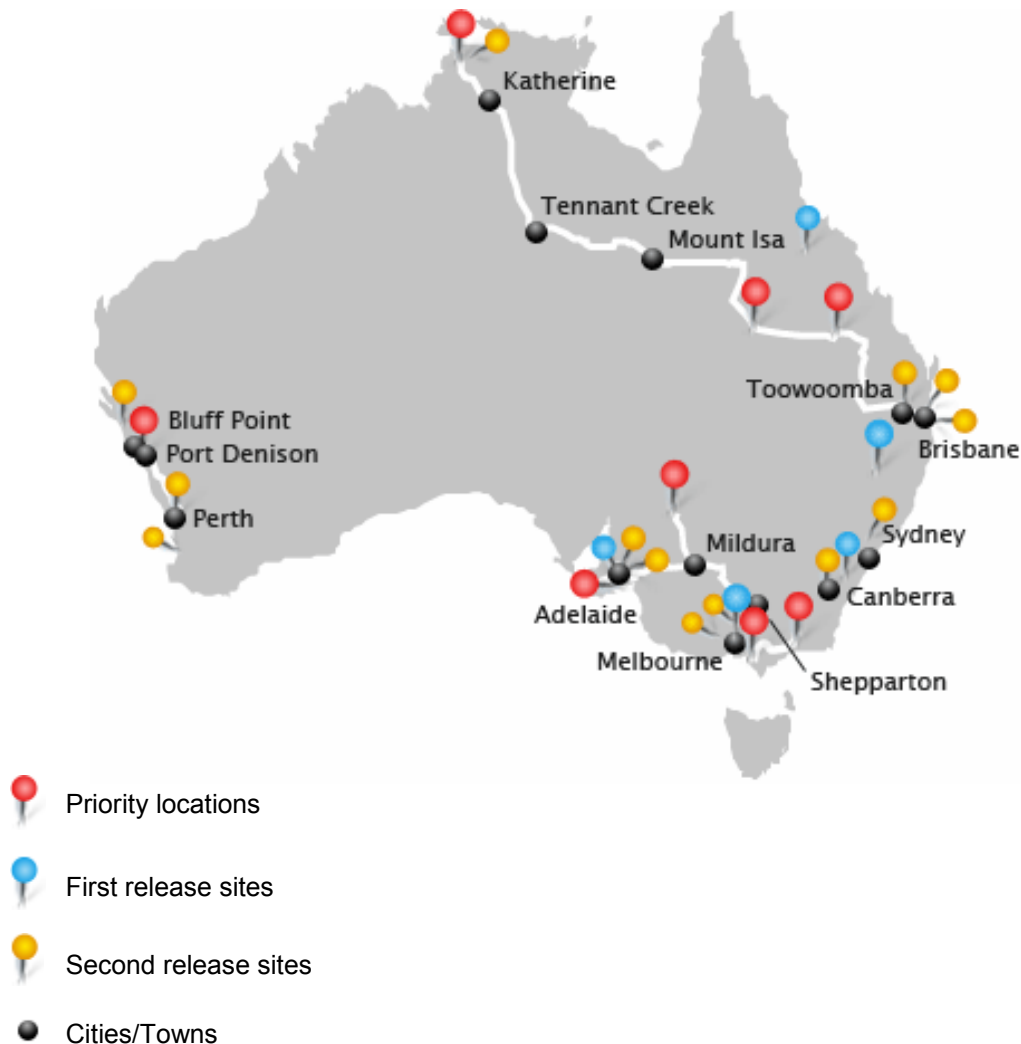 Katherine
Tennant Creek
Mount Isa
Toowoomba
Bluff Point
Brisbane
Port Denison
Perth
Sydney
Mildura
Canberra
Adelaide
Melbourne
Shepparton
Priority locations
First release sites
Second release sites
Cities/Towns